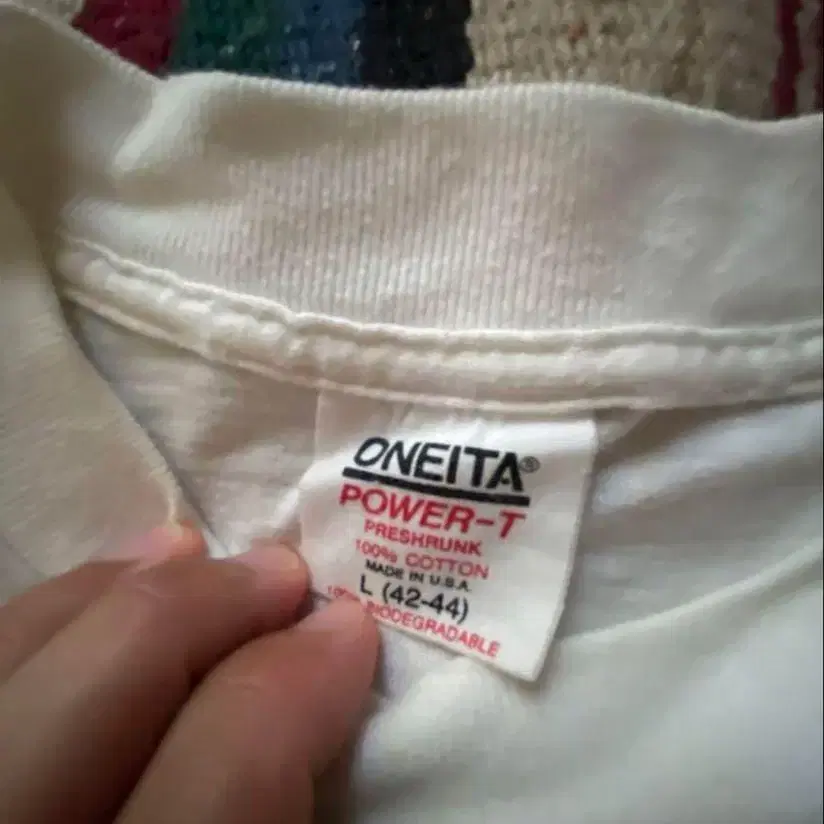 ONEITA®
POWER-T
PRESHRUNK
100% COTTON
MADE IN U.S.A.
L (42-44)
BIODEGRADABLE